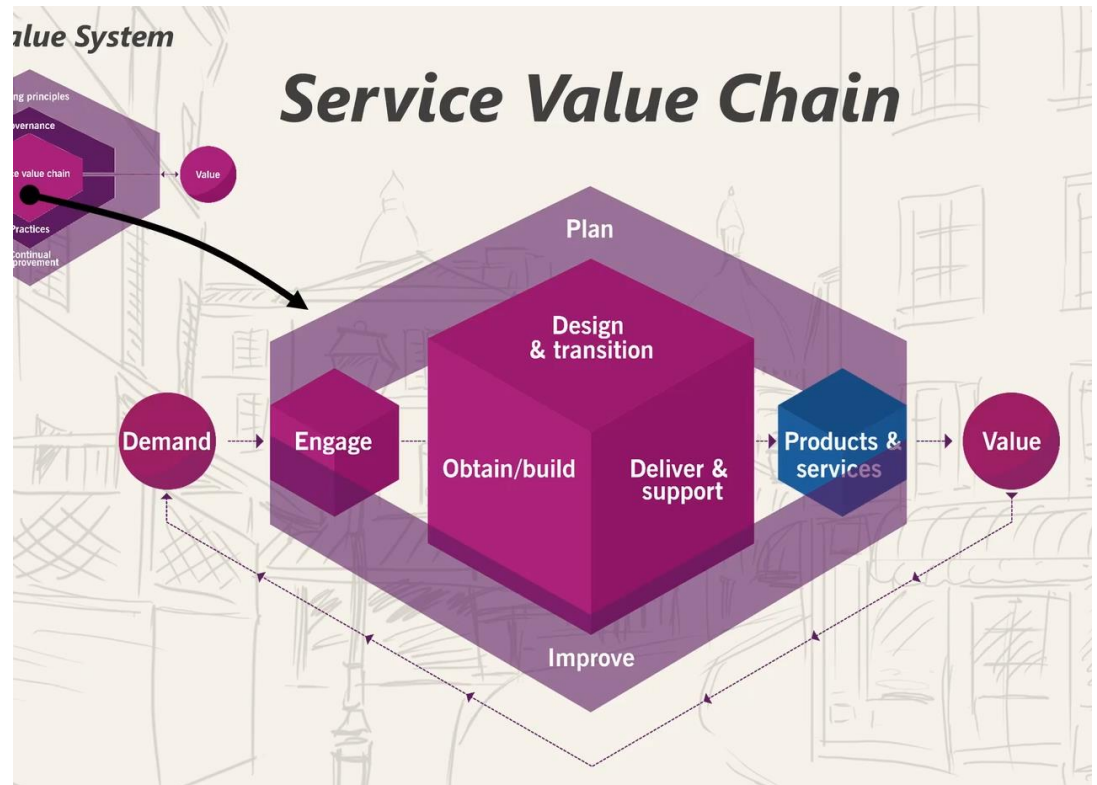 alue System
ng principles
overnance
e value chain
Value
Practices
Continual
provement
Service Value Chain
Plan
Design
& transition
Demand
Engage
Obtain/build
Deliver &
support
Products &
services
Value
Improve